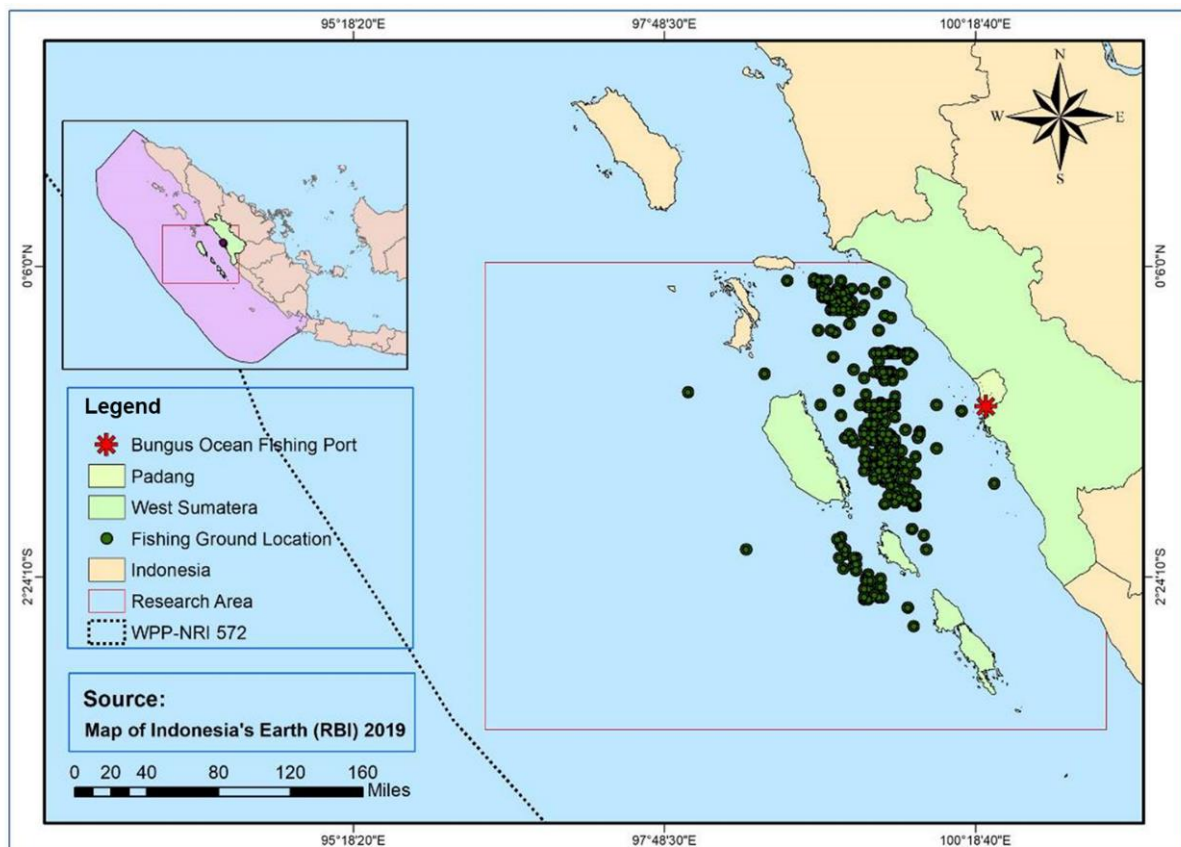 95°18'20"E 97°48'30"E 100°18'40"E
N
W E
S
0°6'0"N 0°6'0"N
Legend
Bungus Ocean Fishing Port
Padang
West Sumatera
Fishing Ground Location
Indonesia
Research Area
WPP-NRI 572
2°24'10"S 2°24'10"S
Source:
Map of Indonesia's Earth (RBI) 2019
0 20 40 80 120 160
Miles
95°18'20"E 97°48'30"E 100°18'40"E